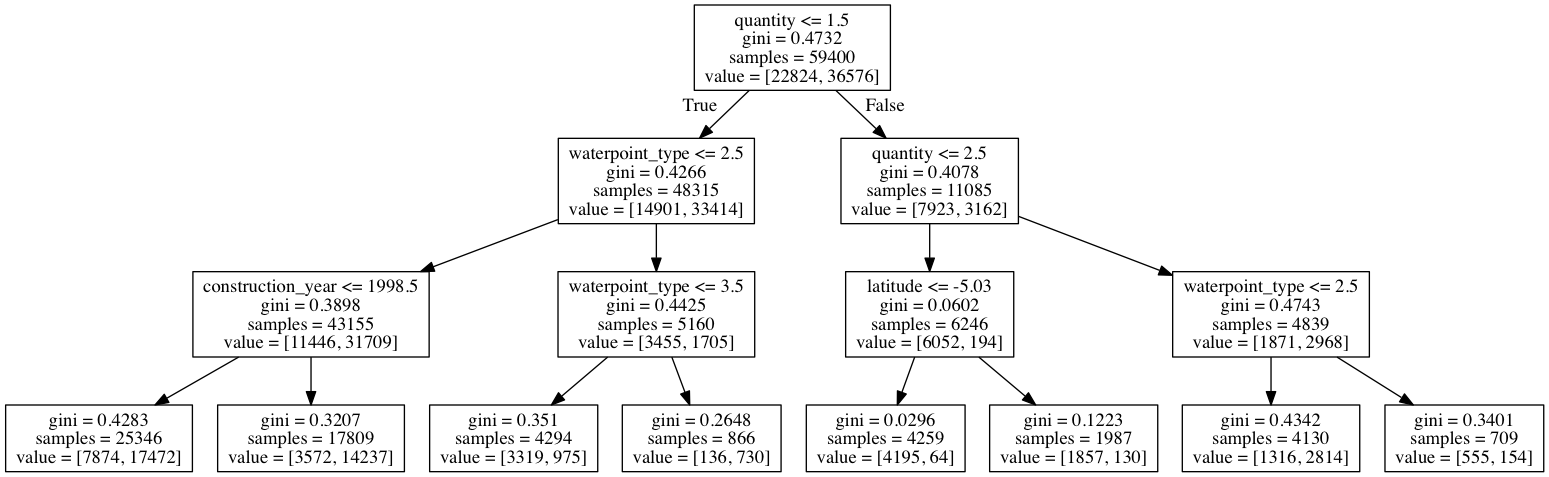 quantity <= 1.5
gini = 0.4732
samples = 59400
value = [22824, 36576]
True
False
waterpoint_type <= 2.5
gini = 0.4266
samples = 48315
value = [14901, 33414]
quantity <= 2.5
gini = 0.4078
samples = 11085
value = [7923, 3162]
construction_year <= 1998.5
gini = 0.3898
samples = 43155
value = [11446, 31709]
waterpoint_type <= 3.5
gini = 0.4425
samples = 5160
value = [3455, 1705]
latitude <= -5.03
gini = 0.0602
samples = 6246
value = [6052, 194]
waterpoint_type <= 2.5
gini = 0.4743
samples = 4839
value = [1871, 2968]
gini = 0.4283
samples = 25346
value = [7874, 17472]
gini = 0.3207
samples = 17809
value = [3572, 14237]
gini = 0.351
samples = 4294
value = [3319, 975]
gini = 0.2648
samples = 866
value = [136, 730]
gini = 0.0296
samples = 4259
value = [4195, 64]
gini = 0.1223
samples = 1987
value = [1857, 130]
gini = 0.4342
samples = 4130
value = [1316, 2814]
gini = 0.3401
samples = 709
value = [555, 154]